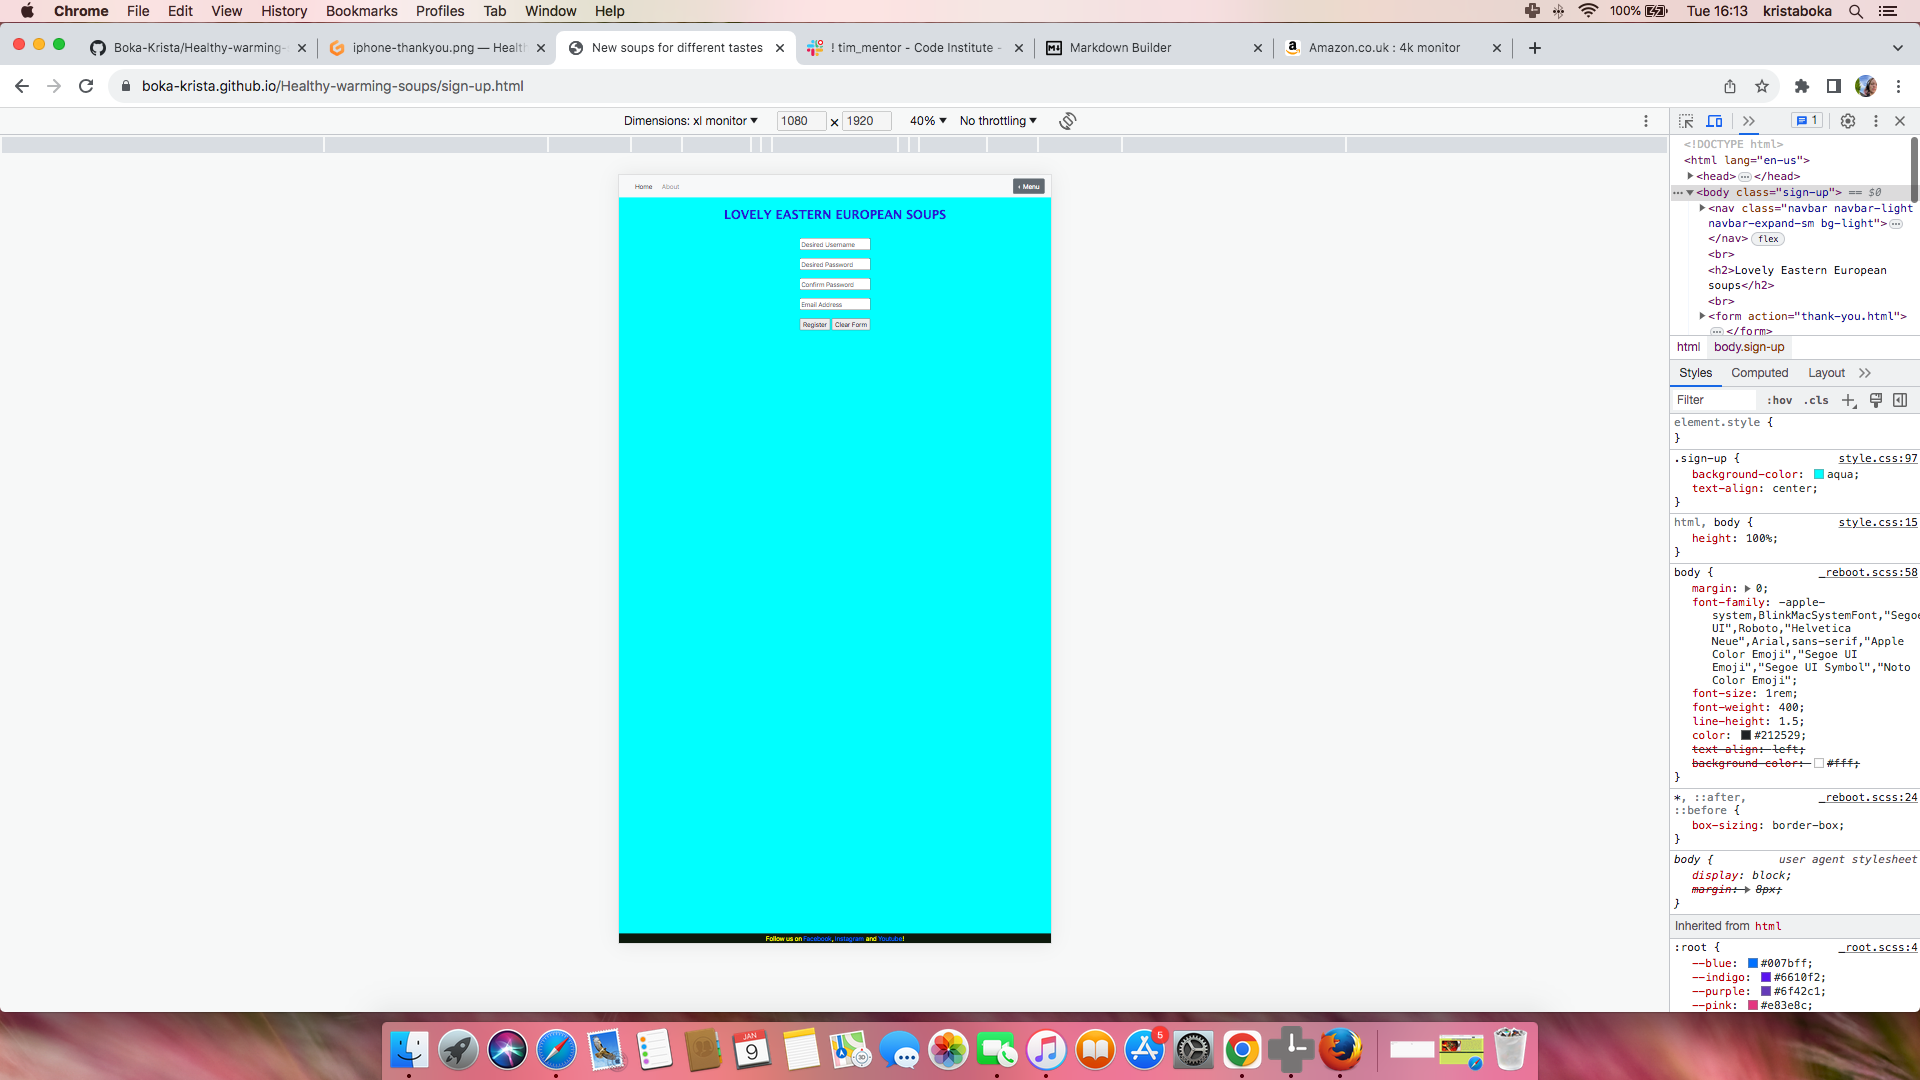 Chrome File Edit View History Bookmarks Profiles Tab Window Help 100% Tue 16:13 kristaboka
Boka-Krista/Healthy-warming- iphone-thankyou.png — Healt New soups for different tastes ! tim_mentor - Code Institute - Markdown Builder Amazon.co.uk : 4k monitor
boka-krista.github.io/Healthy-warming-soups/sign-up.html
Dimensions: xl monitor 1080 × 1920 40% No throttling 1
Home About Menu
LOVELY EASTERN EUROPEAN SOUPS
Desired Username
Desired Password
Confirm Password
Email Address
Register Clear Form
Follow us on Facebook, Instagram and Youtube!
<!DOCTYPE html>
<html lang="en-us">
<head> </head>
<body class="sign-up"> == $0
<nav class="navbar navbar-light
navbar-expand-sm bg-light">
</nav> flex
<br>
<h2>Lovely Eastern European
soups</h2>
<br>
<form action="thank-you.html">
</form>
html body.sign-up
Styles Computed Layout
Filter :hov .cls
element.style {
}
.sign-up { style.css:97
background-color: aqua;
text-align: center;
}
html, body { style.css:15
height: 100%;
}
body { _reboot.scss:58
margin: 0;
font-family: -apple-
system,BlinkMacSystemFont,"Segoe
UI",Roboto,"Helvetica
Neue",Arial,sans-serif,"Apple
Color Emoji","Segoe UI
Emoji","Segoe UI Symbol","Noto
Color Emoji";
font-size: 1rem;
font-weight: 400;
line-height: 1.5;
color: #212529;
text-align: left;
background-color: #fff;
}
*, ::after, _reboot.scss:24
::before {
box-sizing: border-box;
}
body { user agent stylesheet
display: block;
margin: 8px;
}
Inherited from html
:root { _root.scss:4
--blue: #007bff;
--indigo: #6610f2;
--purple: #6f42c1;
--pink: #e83e8c;
JAN
9
3D
5